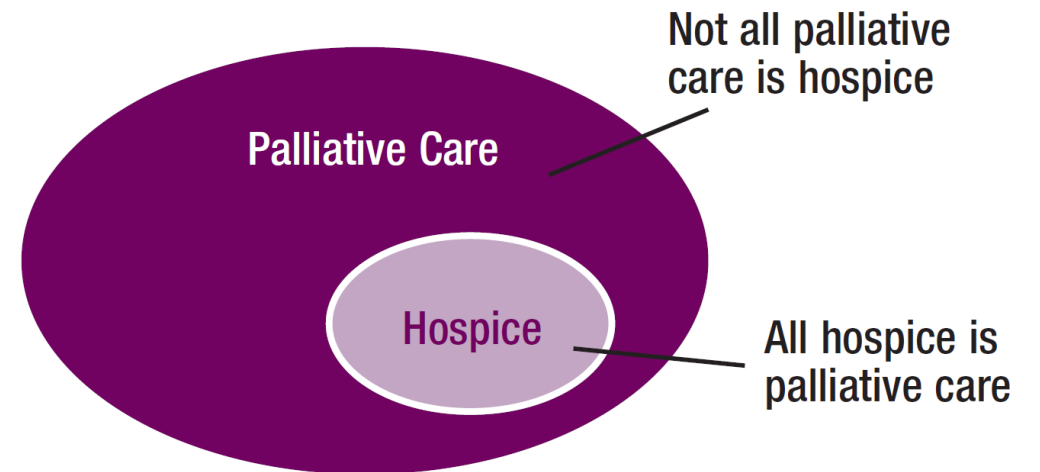 Not all palliative
care is hospice
Palliative Care
Hospice
All hospice is
palliative care